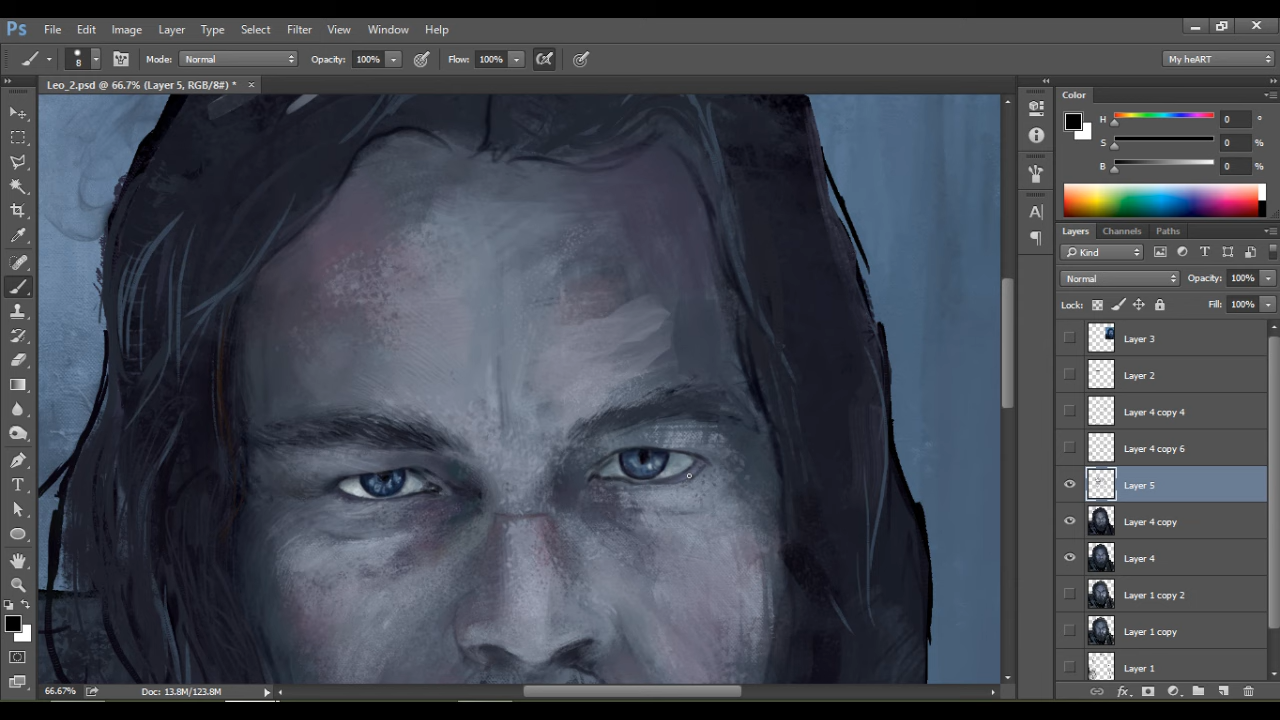 Ps File Edit Image Layer Type Select Filter 3D View Window Help
8 Mode: Normal Opacity: 100% Flow: 100% My heART
Leo_2.psd @ 66.7% (Layer 5, RGB/8#) * ×
Color
H 0 °
S 0 %
B 0 %
Layers Channels Paths
Kind
Normal Opacity: 100%
Lock: Fill: 100%
Layer 3
Layer 2
Layer 4 copy 4
Layer 4 copy 6
Layer 5
Layer 4 copy
Layer 4
Layer 1 copy 2
Layer 1 copy
Layer 1
66.67% Doc: 13.8M/123.8M